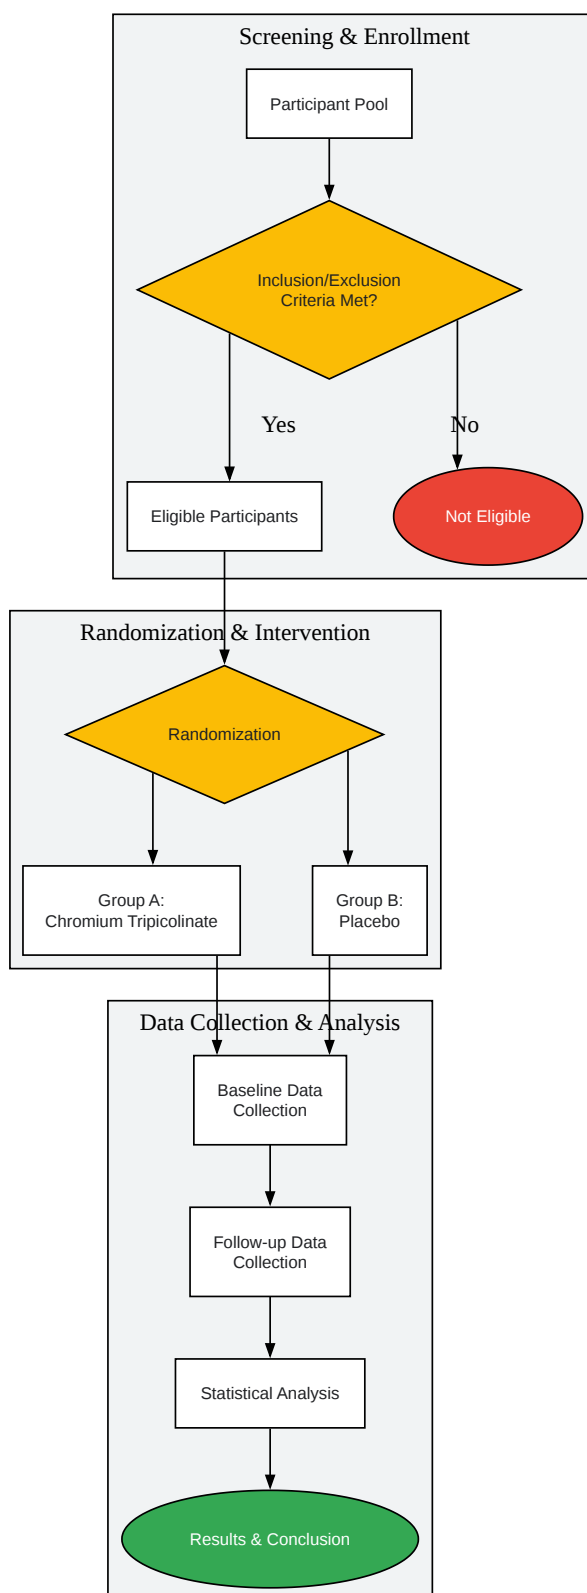 Screening & Enrollment
Participant Pool
Inclusion/Exclusion
Criteria Met?
Yes
No
Eligible Participants
Not Eligible
Randomization & Intervention
Randomization
Group A:
Chromium Tripicolinate
Group B:
Placebo
Data Collection & Analysis
Baseline Data
Collection
Follow-up Data
Collection
Statistical Analysis
Results & Conclusion